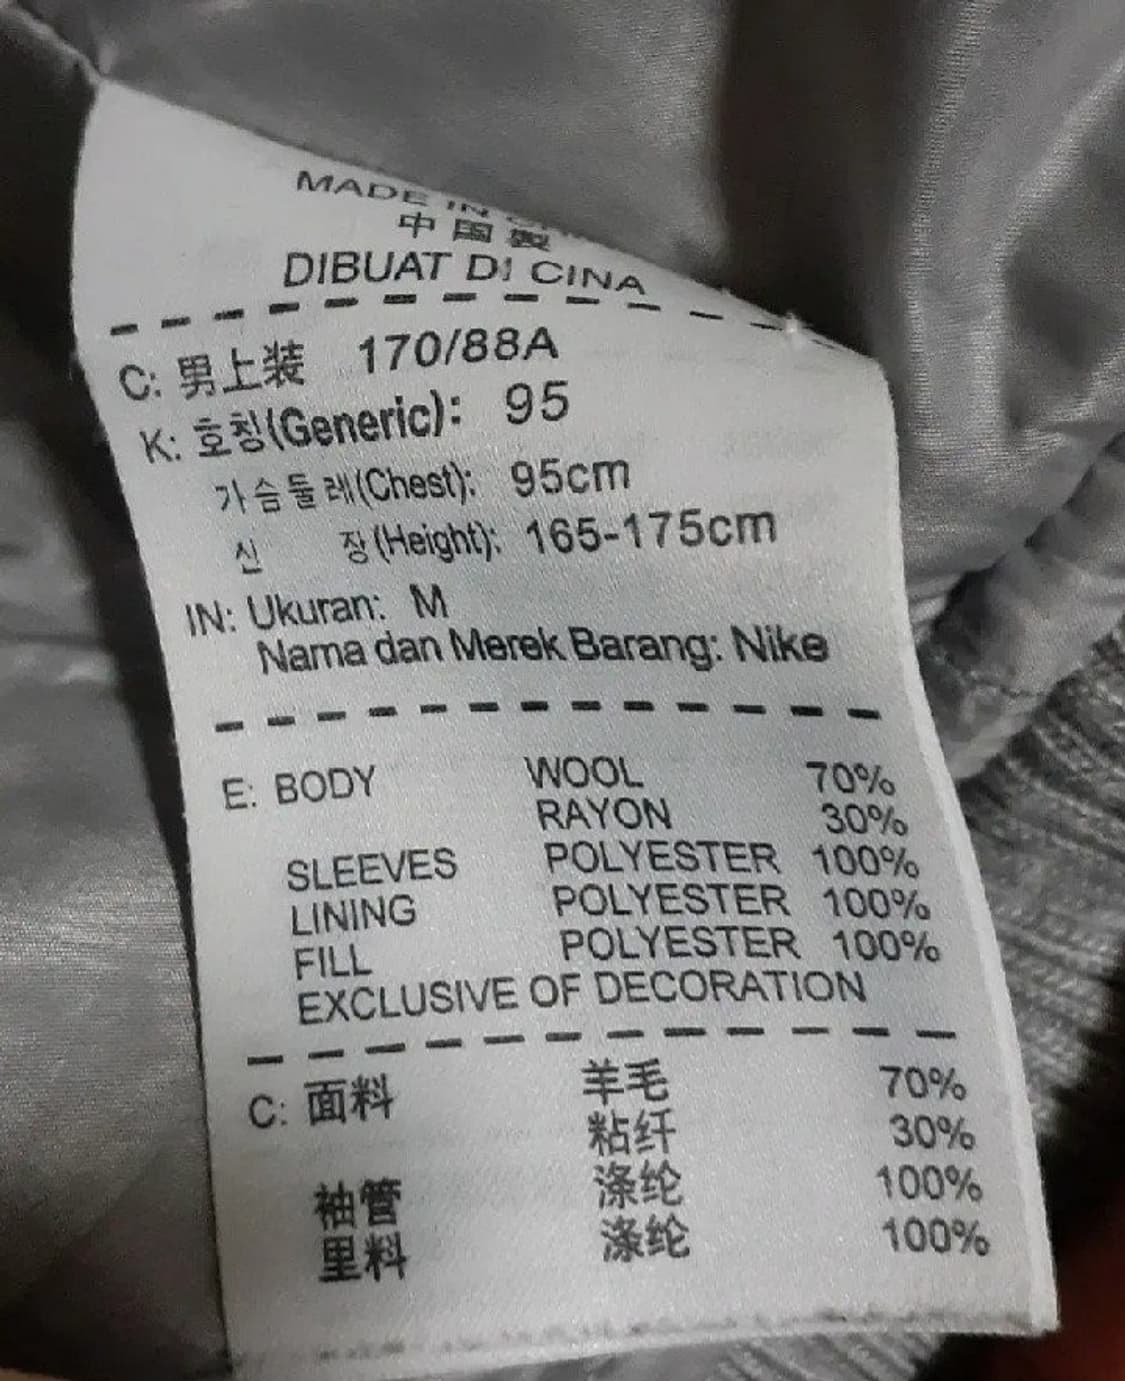 MADE IN
中国製
DIBUAT DI CINA
C: 男上装 170/88A
K: 호칭(Generic): 95
가슴둘레(Chest): 95cm
신 장(Height): 165-175cm
IN: Ukuran: M
Nama dan Merek Barang: Nike
E: BODY WOOL 70%
RAYON 30%
SLEEVES POLYESTER 100%
LINING POLYESTER 100%
FILL POLYESTER 100%
EXCLUSIVE OF DECORATION
C: 面料 羊毛 70%
粘纤 30%
袖管 涤纶 100%
里料 涤纶 100%